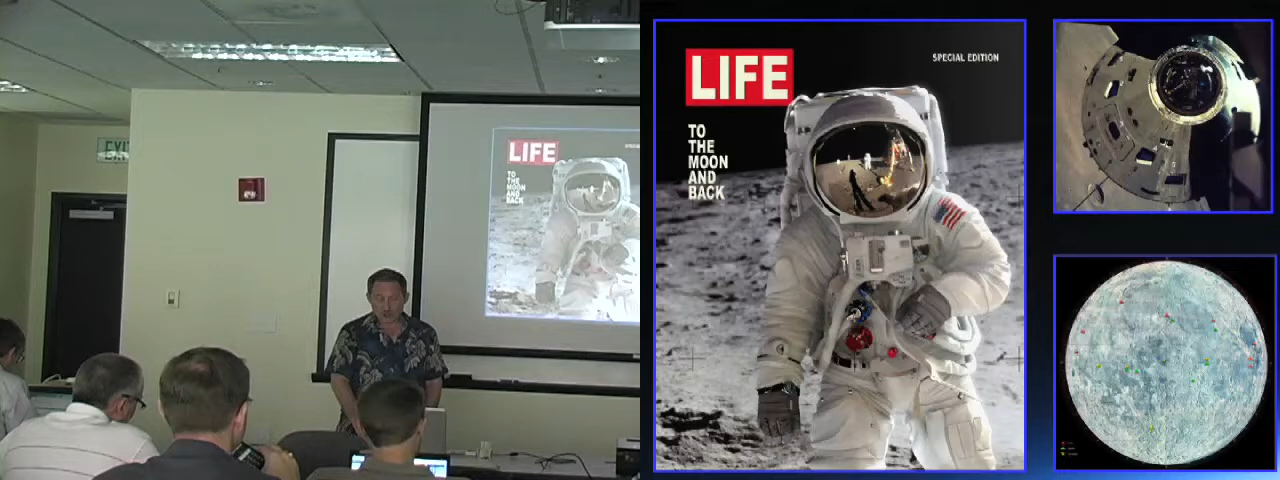 EXIT
LIFE
TO
THE
MOON
AND
BACK
LIFE
SPECIAL EDITION
TO
THE
MOON
AND
BACK